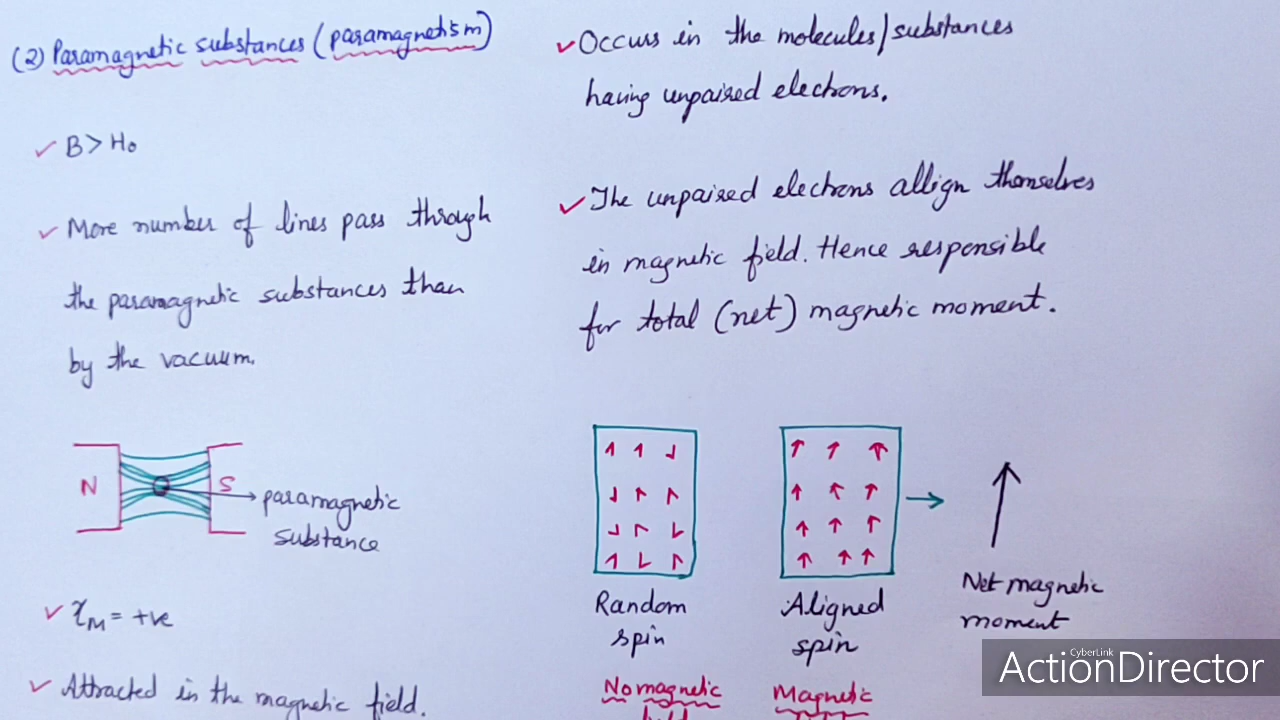 (2) Paramagnetic substances (paramagnetism)
✓ B > H₀
✓ More number of lines pass through
the paramagnetic substances than
by the vacuum.
N S
paramagnetic
substance
✓ χM = +ve
✓ Attracted in the magnetic field.
✓ Occurs in the molecules/substances
having unpaired electrons.
✓ The unpaired electrons allign themselves
in magnetic field. Hence responsible
for total (net) magnetic moment.
Random
spin
No magnetic
Aligned
spin
Magnetic
Net magnetic
moment
CyberLink
ActionDirector